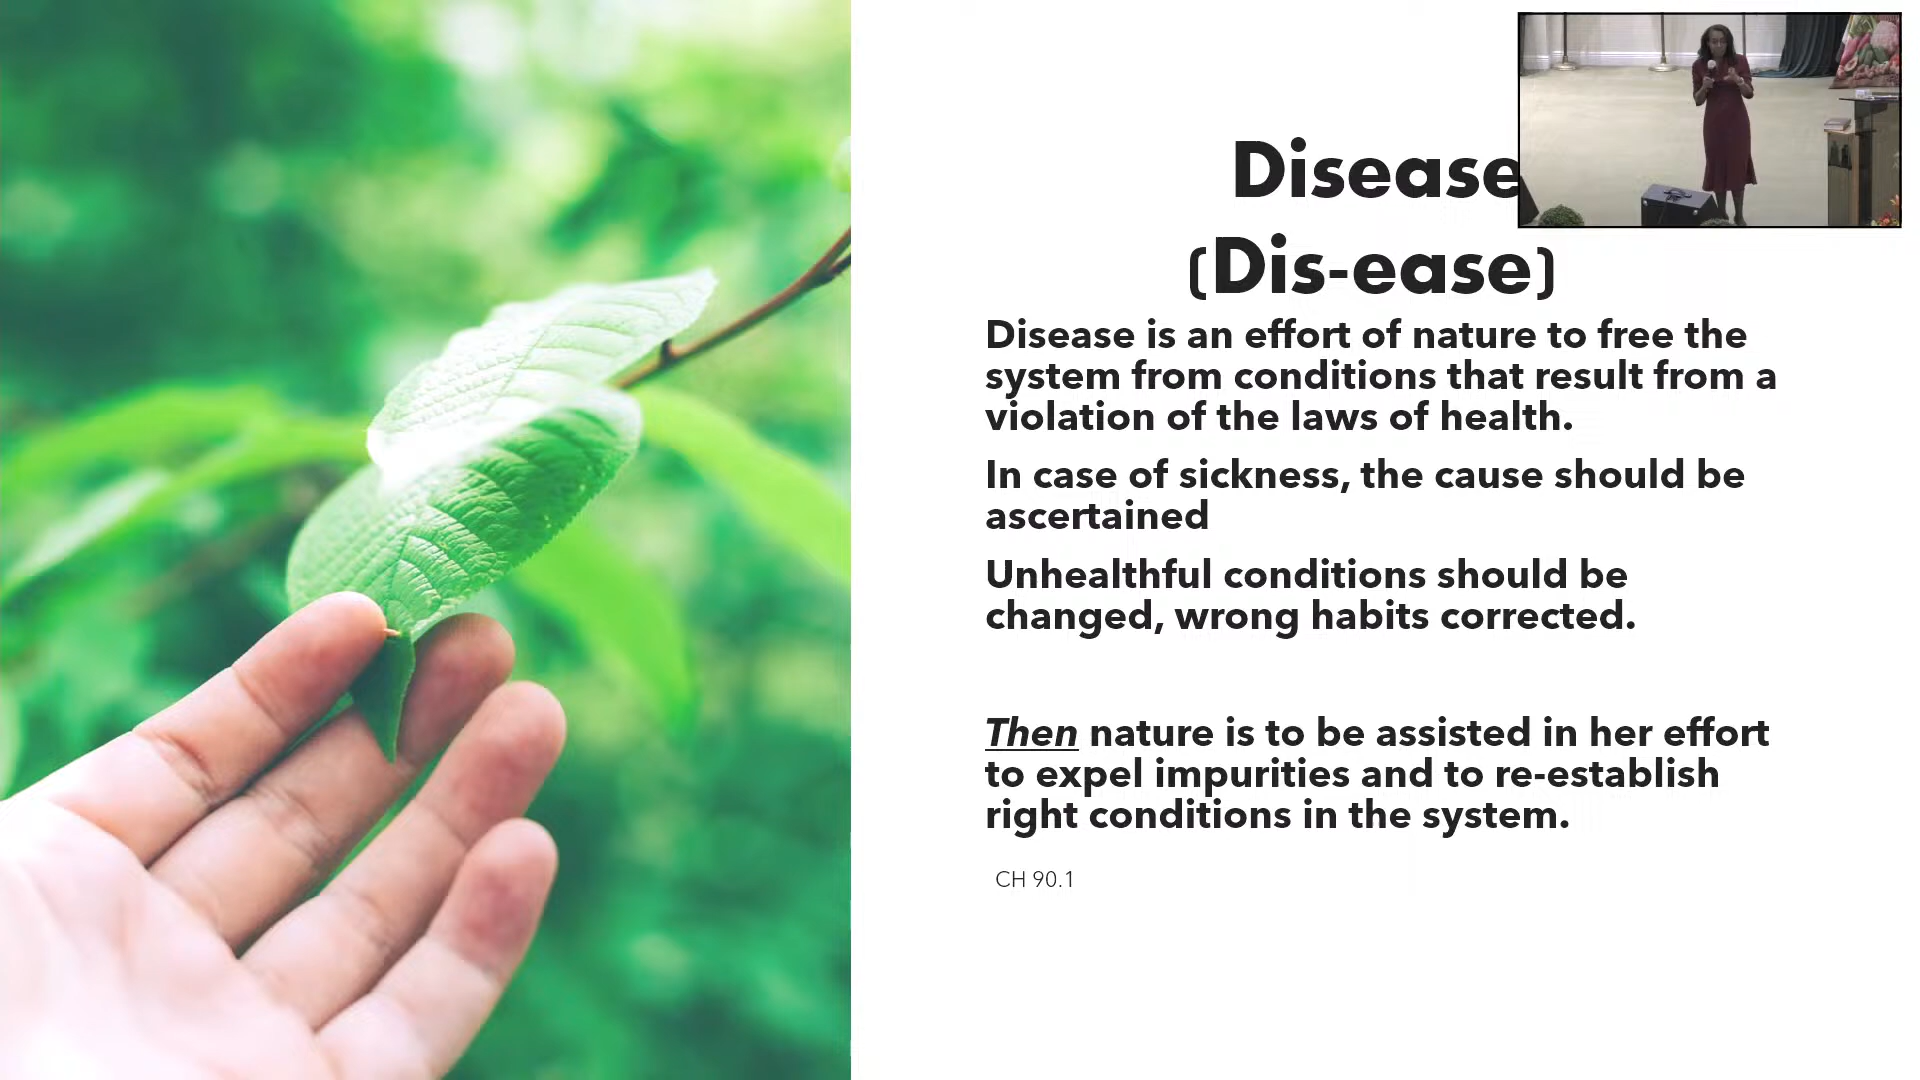 Disease
(Dis-ease)
Disease is an effort of nature to free the
system from conditions that result from a
violation of the laws of health.
In case of sickness, the cause should be
ascertained
Unhealthful conditions should be
changed, wrong habits corrected.
Then nature is to be assisted in her effort
to expel impurities and to re-establish
right conditions in the system.
CH 90.1